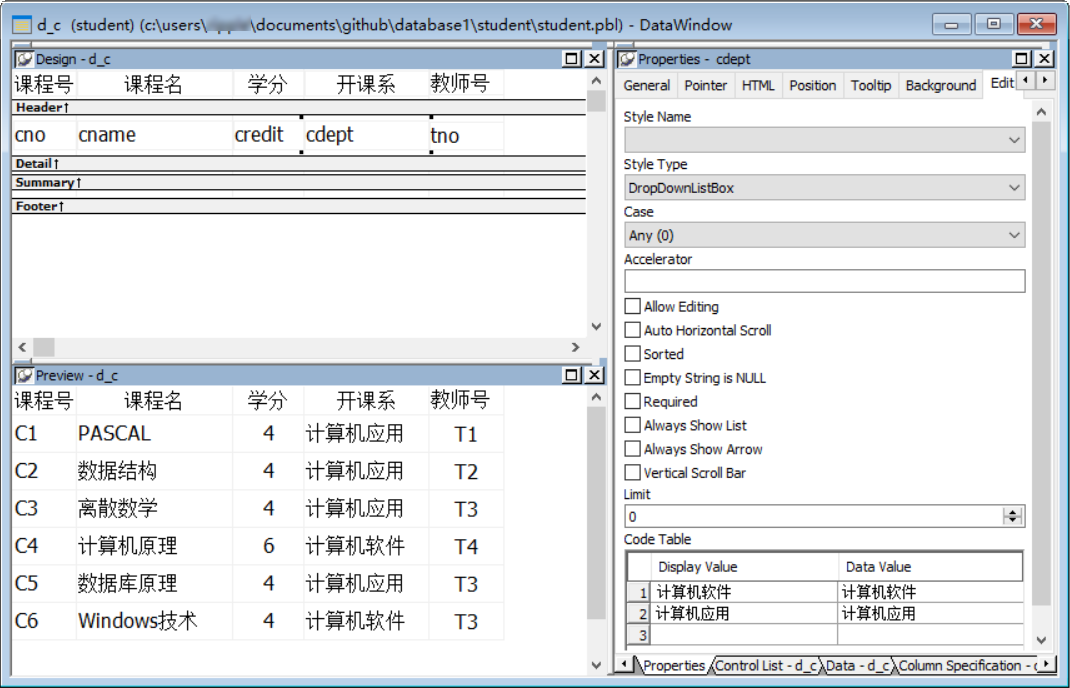 d_c (student) (c:\users\ \documents\github\database1\student\student.pbl) - DataWindow
Design - d_c
课程号 课程名 学分 开课系 教师号
Header↑
cno cname credit cdept tno
Detail↑
Summary↑
Footer↑
Preview - d_c
课程号 课程名 学分 开课系 教师号
C1 PASCAL 4 计算机应用 T1
C2 数据结构 4 计算机应用 T2
C3 离散数学 4 计算机应用 T3
C4 计算机原理 6 计算机软件 T4
C5 数据库原理 4 计算机应用 T3
C6 Windows技术 4 计算机软件 T3
Properties - cdept
General Pointer HTML Position Tooltip Background Edit
Style Name
Style Type
DropDownListBox
Case
Any (0)
Accelerator
Allow Editing
Auto Horizontal Scroll
Sorted
Empty String is NULL
Required
Always Show List
Always Show Arrow
Vertical Scroll Bar
Limit
0
Code Table
Display Value Data Value
1 计算机软件 计算机软件
2 计算机应用 计算机应用
3
Properties Control List - d_c Data - d_c Column Specification -